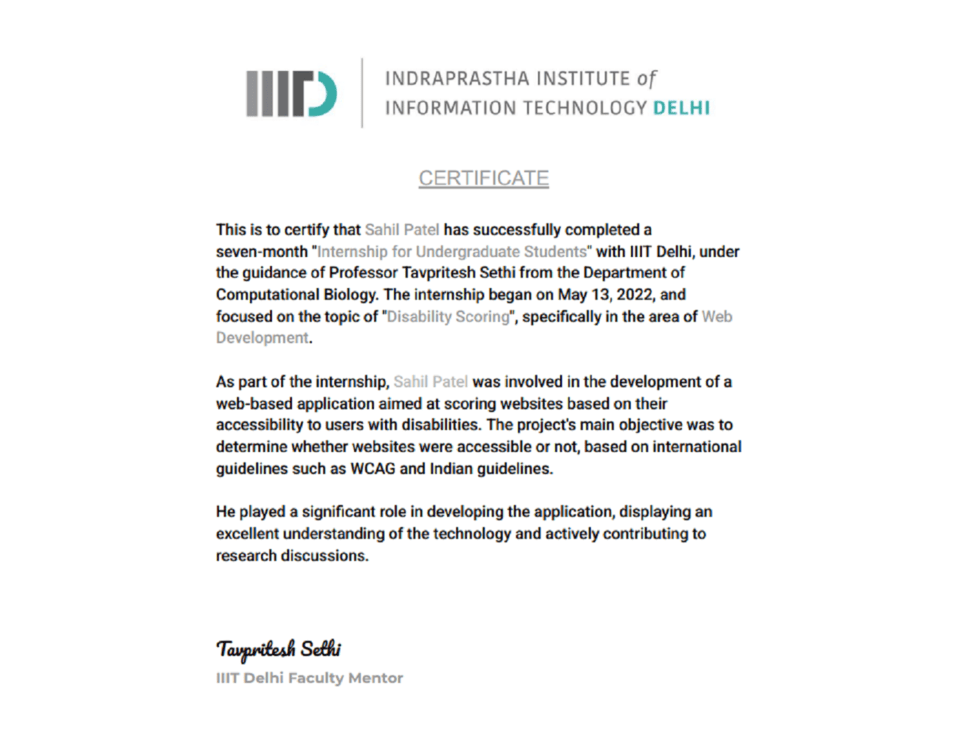 IIITD
INDRAPRASTHA INSTITUTE of
INFORMATION TECHNOLOGY DELHI
CERTIFICATE
This is to certify that Sahil Patel has successfully completed a
seven-month "Internship for Undergraduate Students" with IIIT Delhi, under
the guidance of Professor Tavpritesh Sethi from the Department of
Computational Biology. The internship began on May 13, 2022, and
focused on the topic of "Disability Scoring", specifically in the area of Web
Development.
As part of the internship, Sahil Patel was involved in the development of a
web-based application aimed at scoring websites based on their
accessibility to users with disabilities. The project's main objective was to
determine whether websites were accessible or not, based on international
guidelines such as WCAG and Indian guidelines.
He played a significant role in developing the application, displaying an
excellent understanding of the technology and actively contributing to
research discussions.
Tavpritesh Sethi
IIIT Delhi Faculty Mentor